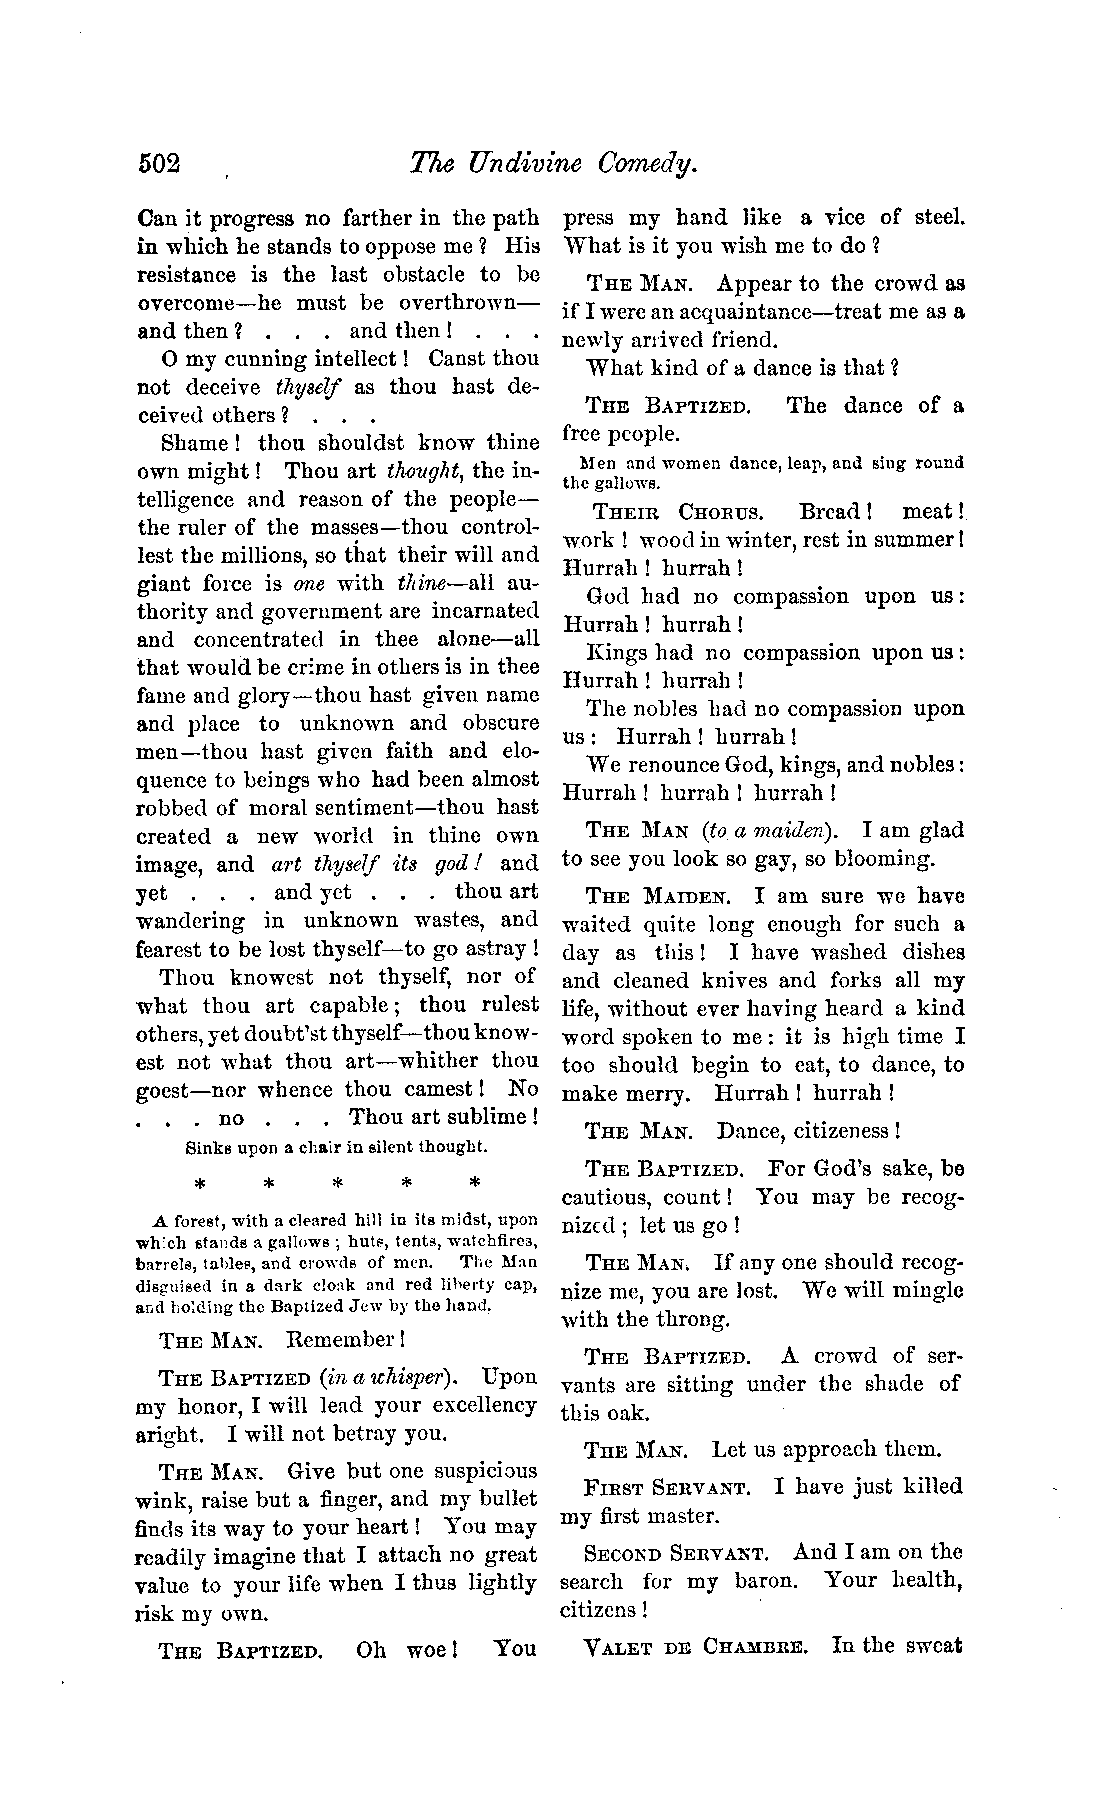 502
The Undivine Comedy.
Can it progress no farther in the path
in which he stands to oppose me? His
resistance is the last obstacle to be
overcome—he must be overthrown—
and then? . . . and then! . . .
O my cunning intellect! Canst thou
not deceive thyself as thou hast de-
ceived others? . . .
Shame! thou shouldst know thine
own might! Thou art thought, the in-
telligence and reason of the people—
the ruler of the masses—thou control-
lest the millions, so that their will and
giant force is one with thine—all au-
thority and government are incarnated
and concentrated in thee alone—all
that would be crime in others is in thee
fame and glory—thou hast given name
and place to unknown and obscure
men—thou hast given faith and elo-
quence to beings who had been almost
robbed of moral sentiment—thou hast
created a new world in thine own
image, and art thyself its god! and
yet . . . and yet . . . thou art
wandering in unknown wastes, and
fearest to be lost thyself—to go astray!
Thou knowest not thyself, nor of
what thou art capable; thou rulest
others, yet doubt'st thyself—thou know-
est not what thou art—whither thou
goest—nor whence thou camest! No
. . . no . . . Thou art sublime!
Sinks upon a chair in silent thought.
* * * * *
A forest, with a cleared hill in its midst, upon
which stands a gallows; huts, tents, watchfires,
barrels, tables, and crowds of men. The Man
disguised in a dark cloak and red liberty cap,
and holding the Baptized Jew by the hand.
THE MAN. Remember!
THE BAPTIZED (in a whisper). Upon
my honor, I will lead your excellency
aright. I will not betray you.
THE MAN. Give but one suspicious
wink, raise but a finger, and my bullet
finds its way to your heart! You may
readily imagine that I attach no great
value to your life when I thus lightly
risk my own.
THE BAPTIZED. Oh woe! You
press my hand like a vice of steel.
What is it you wish me to do?
THE MAN. Appear to the crowd as
if I were an acquaintance—treat me as a
newly arrived friend.
What kind of a dance is that?
THE BAPTIZED. The dance of a
free people.
Men and women dance, leap, and sing round
the gallows.
THEIR CHORUS. Bread! meat!
work! wood in winter, rest in summer!
Hurrah! hurrah!
God had no compassion upon us:
Hurrah! hurrah!
Kings had no compassion upon us:
Hurrah! hurrah!
The nobles had no compassion upon
us: Hurrah! hurrah!
We renounce God, kings, and nobles:
Hurrah! hurrah! hurrah!
THE MAN (to a maiden). I am glad
to see you look so gay, so blooming.
THE MAIDEN. I am sure we have
waited quite long enough for such a
day as this! I have washed dishes
and cleaned knives and forks all my
life, without ever having heard a kind
word spoken to me: it is high time I
too should begin to eat, to dance, to
make merry. Hurrah! hurrah!
THE MAN. Dance, citizeness!
THE BAPTIZED. For God's sake, be
cautious, count! You may be recog-
nized; let us go!
THE MAN. If any one should recog-
nize me, you are lost. We will mingle
with the throng.
THE BAPTIZED. A crowd of ser-
vants are sitting under the shade of
this oak.
THE MAN. Let us approach them.
FIRST SERVANT. I have just killed
my first master.
SECOND SERVANT. And I am on the
search for my baron. Your health,
citizens!
VALET DE CHAMBRE. In the sweat